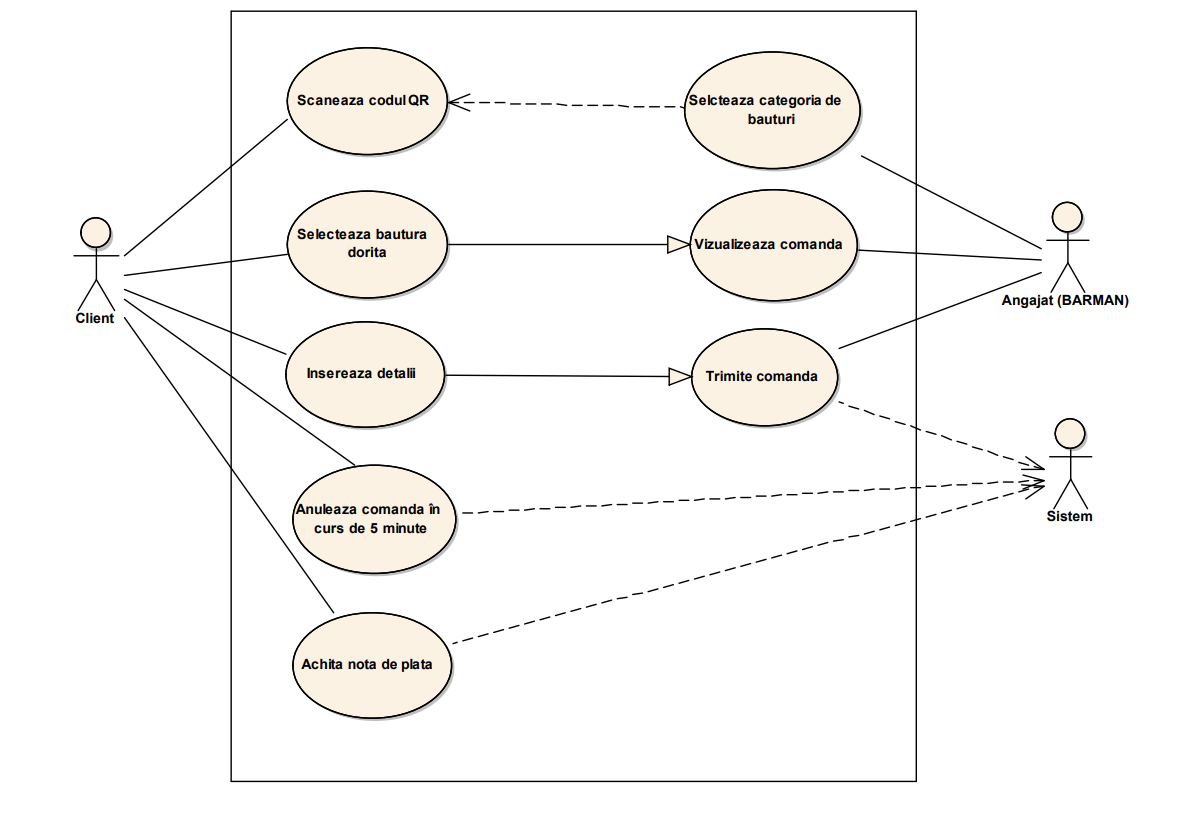 Scaneaza codul QR
Selcteaza categoria de
bauturi
Selecteaza bautura
dorita
Vizualizeaza comanda
Client
Angajat (BARMAN)
Insereaza detalii
Trimite comanda
Anuleaza comanda în
curs de 5 minute
Sistem
Achita nota de plata